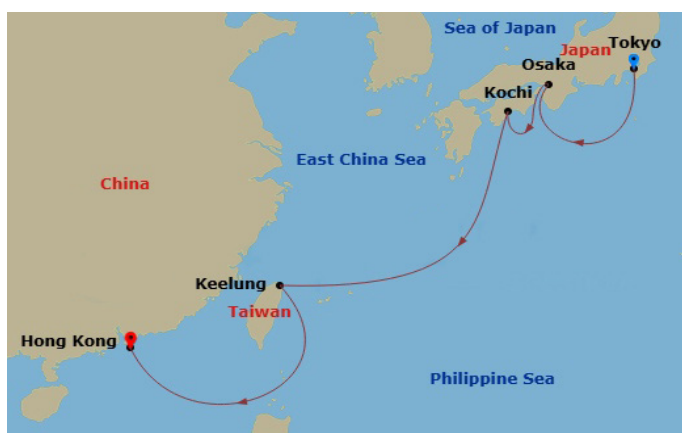 Sea of Japan
Tokyo
Japan
Osaka
Kochi
East China Sea
China
Keelung
Taiwan
Hong Kong
Philippine Sea